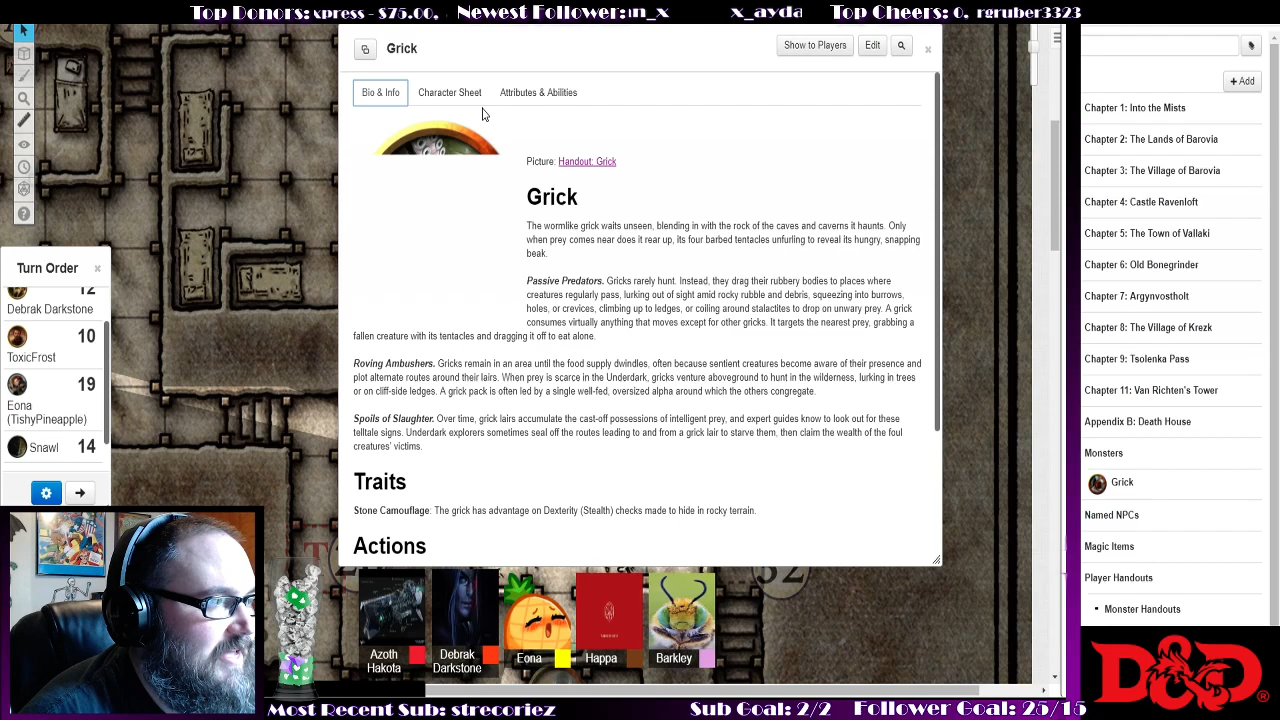 Top Donors: xpress - $75.00,
Newest Follower:
x_ayda
Top Cheers: 0, rgruber3323
Grick
Show to Players
Edit
Bio & Info
Character Sheet
Attributes & Abilities
Picture: Handout: Grick
Grick
The wormlike grick waits unseen, blending in with the rock of the caves and caverns it haunts. Only
when prey comes near does it rear up, its four barbed tentacles unfurling to reveal its hungry, snapping
beak.
Passive Predators. Gricks rarely hunt. Instead, they drag their rubbery bodies to places where
creatures regularly pass, lurking out of sight amid rocky rubble and debris, squeezing into burrows,
holes, or crevices, climbing up to ledges, or coiling around stalactites to drop on unwary prey. A grick
consumes virtually anything that moves except for other gricks. It targets the nearest prey, grabbing a
fallen creature with its tentacles and dragging it off to eat alone.
Roving Ambushers. Gricks remain in an area until the food supply dwindles, often because sentient creatures become aware of their presence and
plot alternate routes around their lairs. When prey is scarce in the Underdark, gricks venture aboveground to hunt in the wilderness, lurking in trees
or on cliff-side ledges. A grick pack is often led by a single well-fed, oversized alpha around which the others congregate.
Spoils of Slaughter. Over time, grick lairs accumulate the cast-off possessions of intelligent prey, and expert guides know to look out for these
telltale signs. Underdark explorers sometimes seal off the routes leading to and from a grick lair to starve them, then claim the wealth of the foul
creatures' victims.
Traits
Stone Camouflage: The grick has advantage on Dexterity (Stealth) checks made to hide in rocky terrain.
Actions
Turn Order
12
Debrak Darkstone
10
ToxicFrost
19
Eona
(TishyPineapple)
Snawl 14
Azoth
Hakota
Debrak
Darkstone
Eona
Happa
Barkley
32
+ Add
Chapter 1: Into the Mists
Chapter 2: The Lands of Barovia
Chapter 3: The Village of Barovia
Chapter 4: Castle Ravenloft
Chapter 5: The Town of Vallaki
Chapter 6: Old Bonegrinder
Chapter 7: Argynvostholt
Chapter 8: The Village of Krezk
Chapter 9: Tsolenka Pass
Chapter 11: Van Richten's Tower
Appendix B: Death House
Monsters
Grick
Named NPCs
Magic Items
Player Handouts
Monster Handouts
D&D
Most Recent Sub: strecoriez
Sub Goal: 2/2
Follower Goal: 25/15